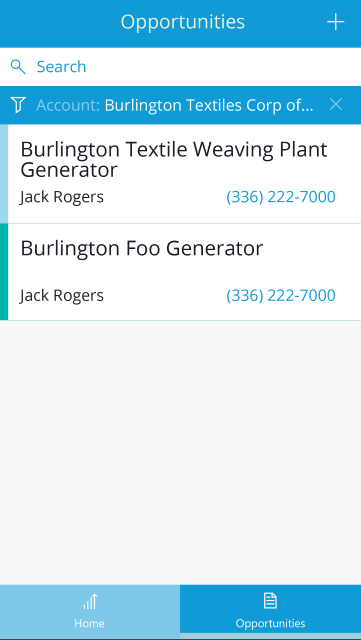 Opportunities
Search
Account: Burlington Textiles Corp of...
Burlington Textile Weaving Plant
Generator
Jack Rogers (336) 222-7000
Burlington Foo Generator
Jack Rogers (336) 222-7000
Home Opportunities